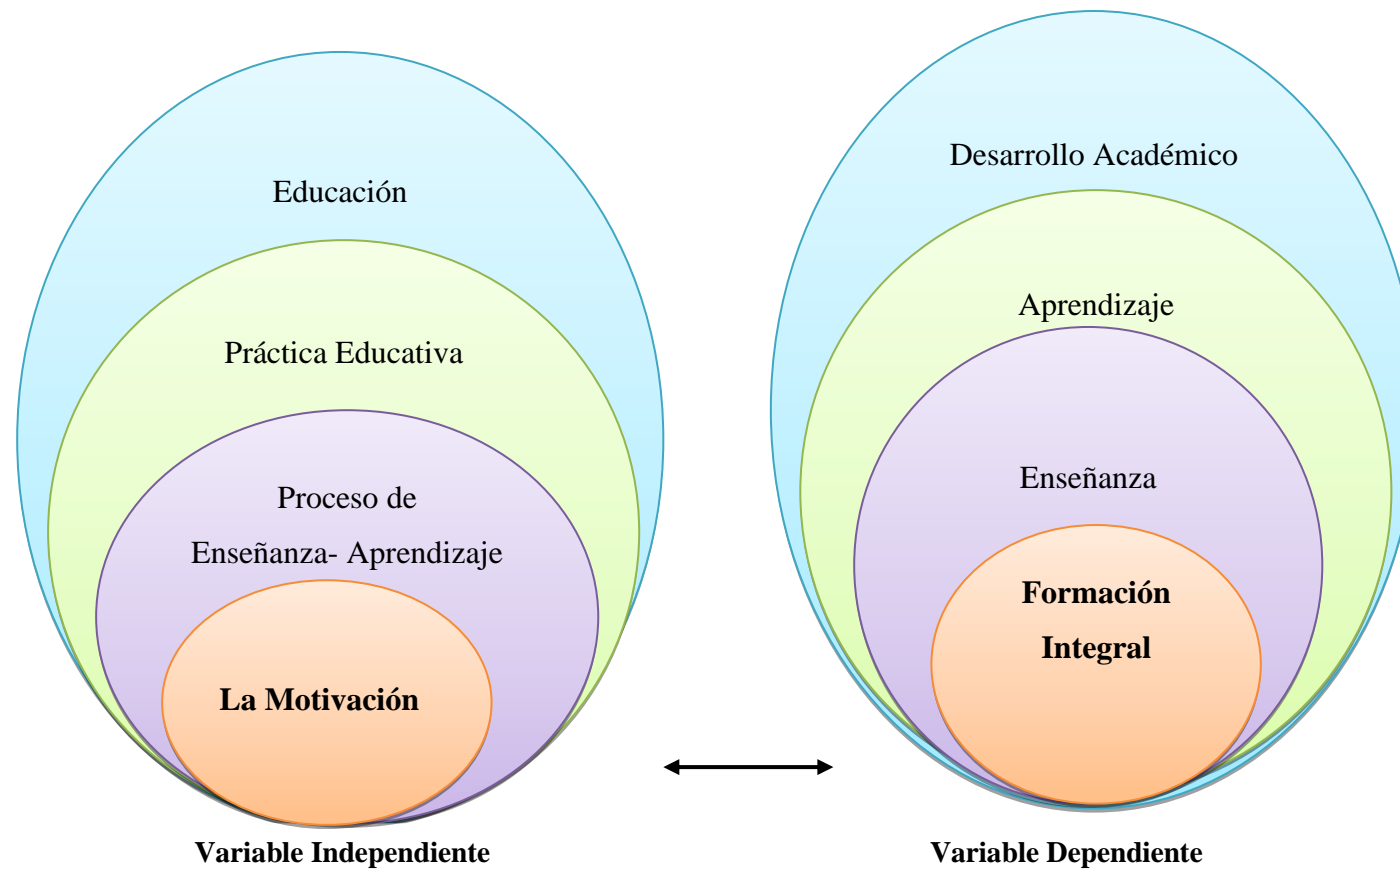 Educación
Práctica Educativa
Proceso de
Enseñanza- Aprendizaje
La Motivación
Variable Independiente
Desarrollo Académico
Aprendizaje
Enseñanza
Formación
Integral
Variable Dependiente